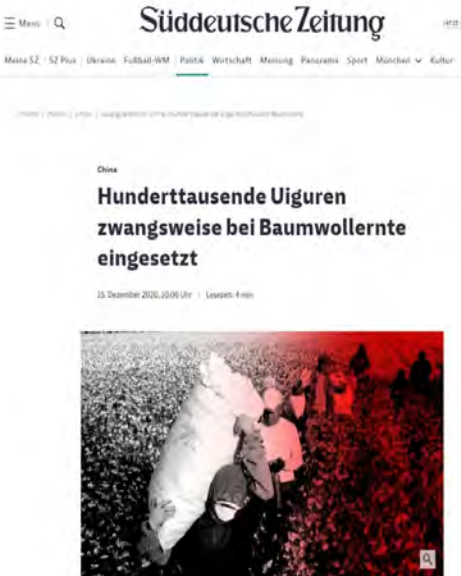 Menü
Süddeutsche Zeitung
Meine SZ SZ Plus Ukraine Fußball-WM Politik Wirtschaft Meinung Panorama Sport München Kultur
China
Hunderttausende Uiguren
zwangsweise bei Baumwollernte
eingesetzt
15. Dezember 2020, 10:06 Uhr | Lesezeit: 4 min